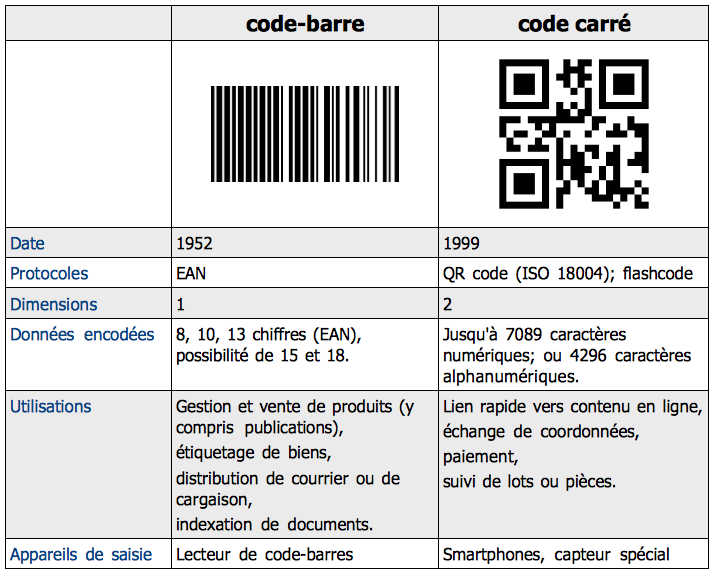 code-barre code carré
Date 1952 1999
Protocoles EAN QR code (ISO 18004); flashcode
Dimensions 1 2
Données encodées 8, 10, 13 chiffres (EAN),
possibilité de 15 et 18.
Jusqu'à 7089 caractères
numériques; ou 4296 caractères
alphanumériques.
Utilisations Gestion et vente de produits (y
compris publications),
étiquetage de biens,
distribution de courrier ou de
cargaison,
indexation de documents.
Lien rapide vers contenu en ligne,
échange de coordonnées,
paiement,
suivi de lots ou pièces.
Appareils de saisie Lecteur de code-barres Smartphones, capteur spécial